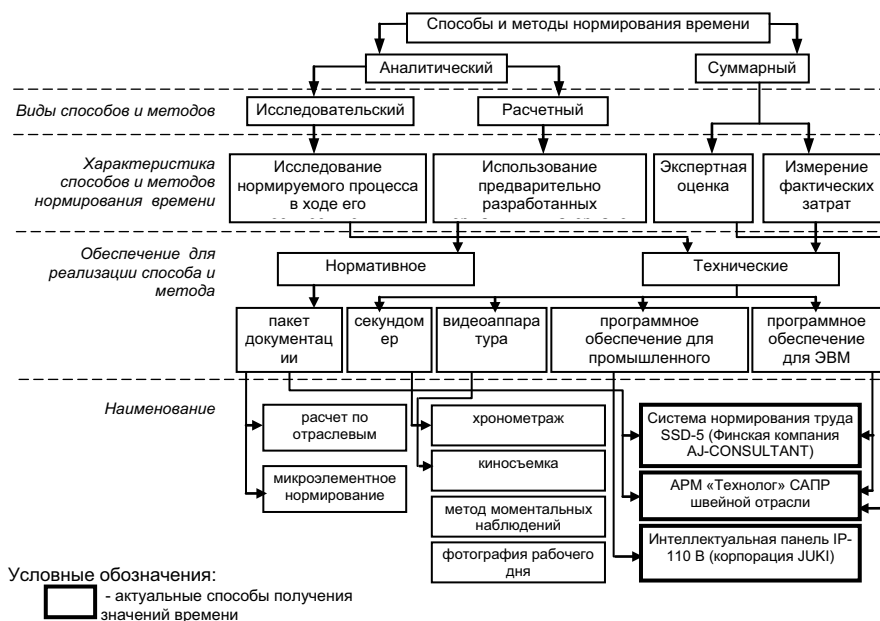 Способы и методы нормирования времени
Аналитический
Суммарный
Виды способов и методов
Исследовательский
Расчетный
Характеристика
способов и методов
нормирования времени
Исследование
нормируемого процесса
в ходе его
Использование
предварительно
разработанных
Экспертная
оценка
Измерение
фактических
затрат
Обеспечение для
реализации способа и
метода
Нормативное
Технические
пакет
документац
ии
секундом
ер
видеоаппара
тура
программное
обеспечение для
промышленного
программное
обеспечение
для ЭВМ
Наименование
расчет по
отраслевым
микроэлементное
нормирование
хронометраж
киносъемка
метод моментальных
наблюдений
фотография рабочего
дня
Система нормирования труда
SSD-5 (Финская компания
AJ-CONSULTANT)
АРМ «Технолог» САПР
швейной отрасли
Интеллектуальная панель IP-
110 B (корпорация JUKI)
Условные обозначения:
- актуальные способы получения
значений времени